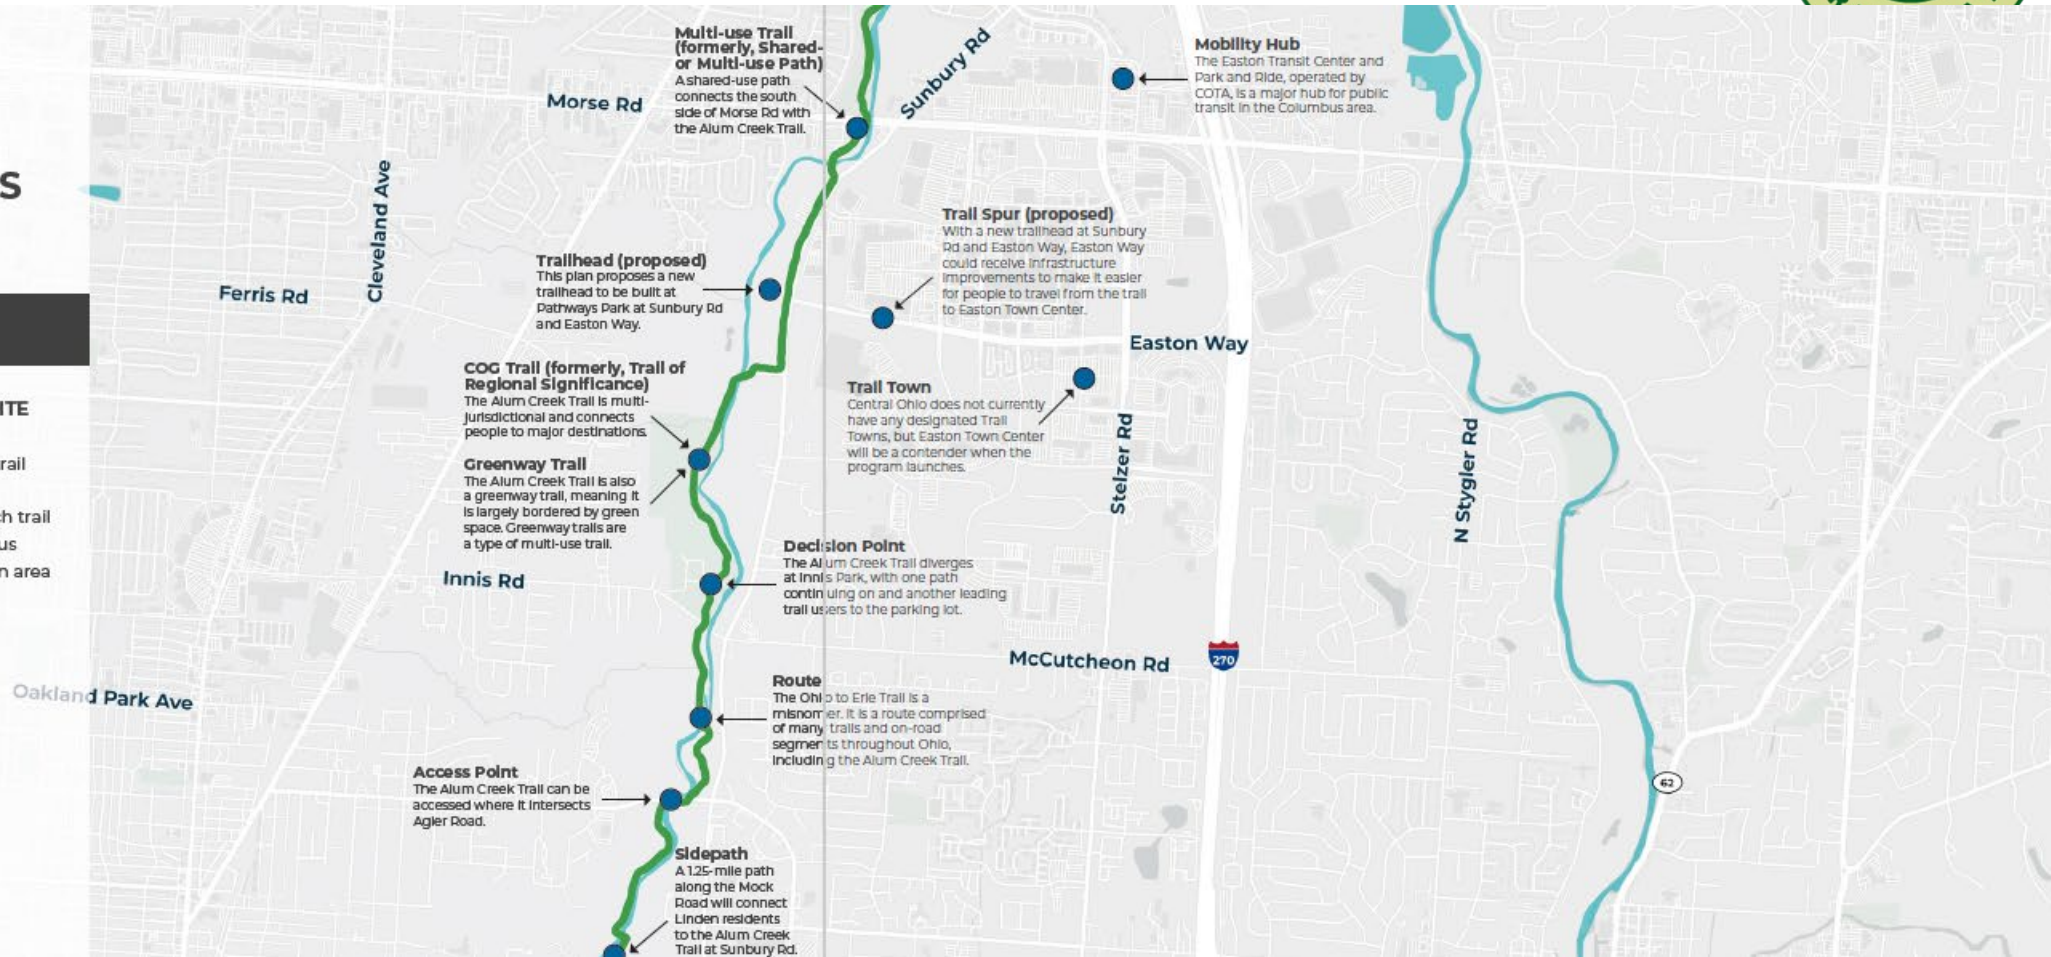 S
ITE
rail
ch trail
us
n area
Multi-use Trail
(formerly, Shared-
or Multi-use Path)
A shared-use path
connects the south
side of Morse Rd with
the Alum Creek Trail.
Morse Rd
Sunbury Rd
Mobility Hub
The Easton Transit Center and
Park and Ride, operated by
COTA, is a major hub for public
transit in the Columbus area.
Cleveland Ave
Ferris Rd
Trailhead (proposed)
This plan proposes a new
trailhead to be built at
Pathways Park at Sunbury Rd
and Easton Way.
Trail Spur (proposed)
With a new trailhead at Sunbury
Rd and Easton Way, Easton Way
could receive infrastructure
improvements to make it easier
for people to travel from the trail
to Easton Town Center.
Easton Way
COG Trail (formerly, Trail of
Regional Significance)
The Alum Creek Trail is multi-
jurisdictional and connects
people to major destinations.
Trail Town
Central Ohio does not currently
have any designated Trail
Towns, but Easton Town Center
will be a contender when the
program launches.
Stelzer Rd
N Stygler Rd
Greenway Trail
The Alum Creek Trail is also
a greenway trail, meaning it
is largely bordered by green
space. Greenway trails are
a type of multi-use trail.
Innis Rd
Decision Point
The Alum Creek Trail diverges
at Innis Park, with one path
continuing on and another leading
trail users to the parking lot.
McCutcheon Rd
270
Oakland Park Ave
Route
The Ohio to Erie Trail is a
misnomer. It is a route comprised
of many trails and on-road
segments throughout Ohio,
including the Alum Creek Trail.
Access Point
The Alum Creek Trail can be
accessed where it intersects
Agler Road.
62
Sidepath
A 1.25-mile path
along the Mock
Road will connect
Linden residents
to the Alum Creek
Trail at Sunbury Rd.